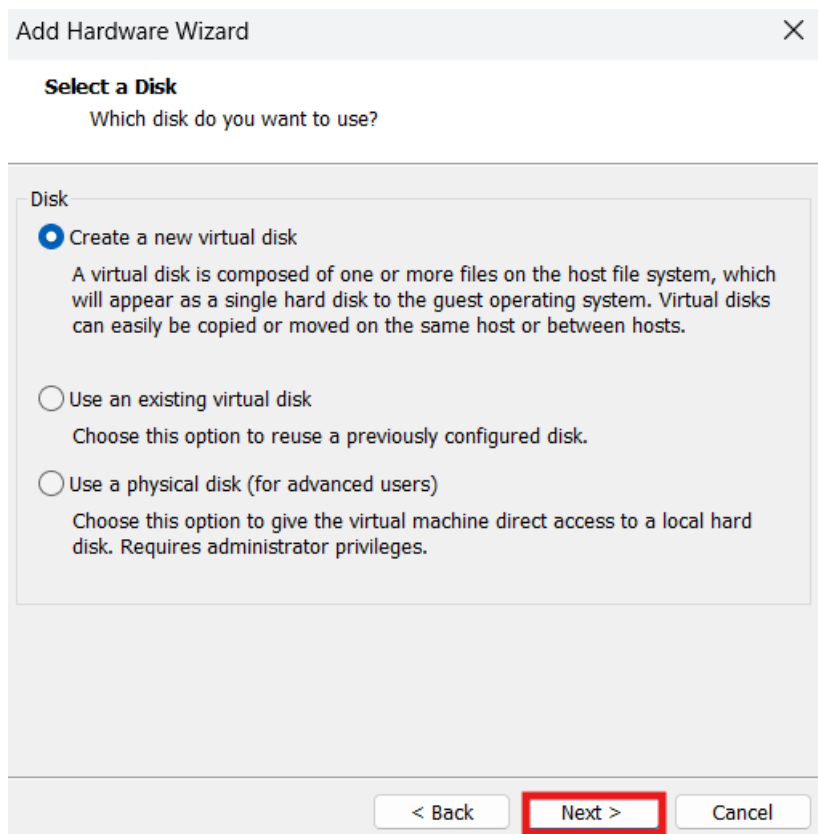 Add Hardware Wizard
Select a Disk
Which disk do you want to use?
Disk
Create a new virtual disk
A virtual disk is composed of one or more files on the host file system, which
will appear as a single hard disk to the guest operating system. Virtual disks
can easily be copied or moved on the same host or between hosts.
Use an existing virtual disk
Choose this option to reuse a previously configured disk.
Use a physical disk (for advanced users)
Choose this option to give the virtual machine direct access to a local hard
disk. Requires administrator privileges.
< Back Next > Cancel